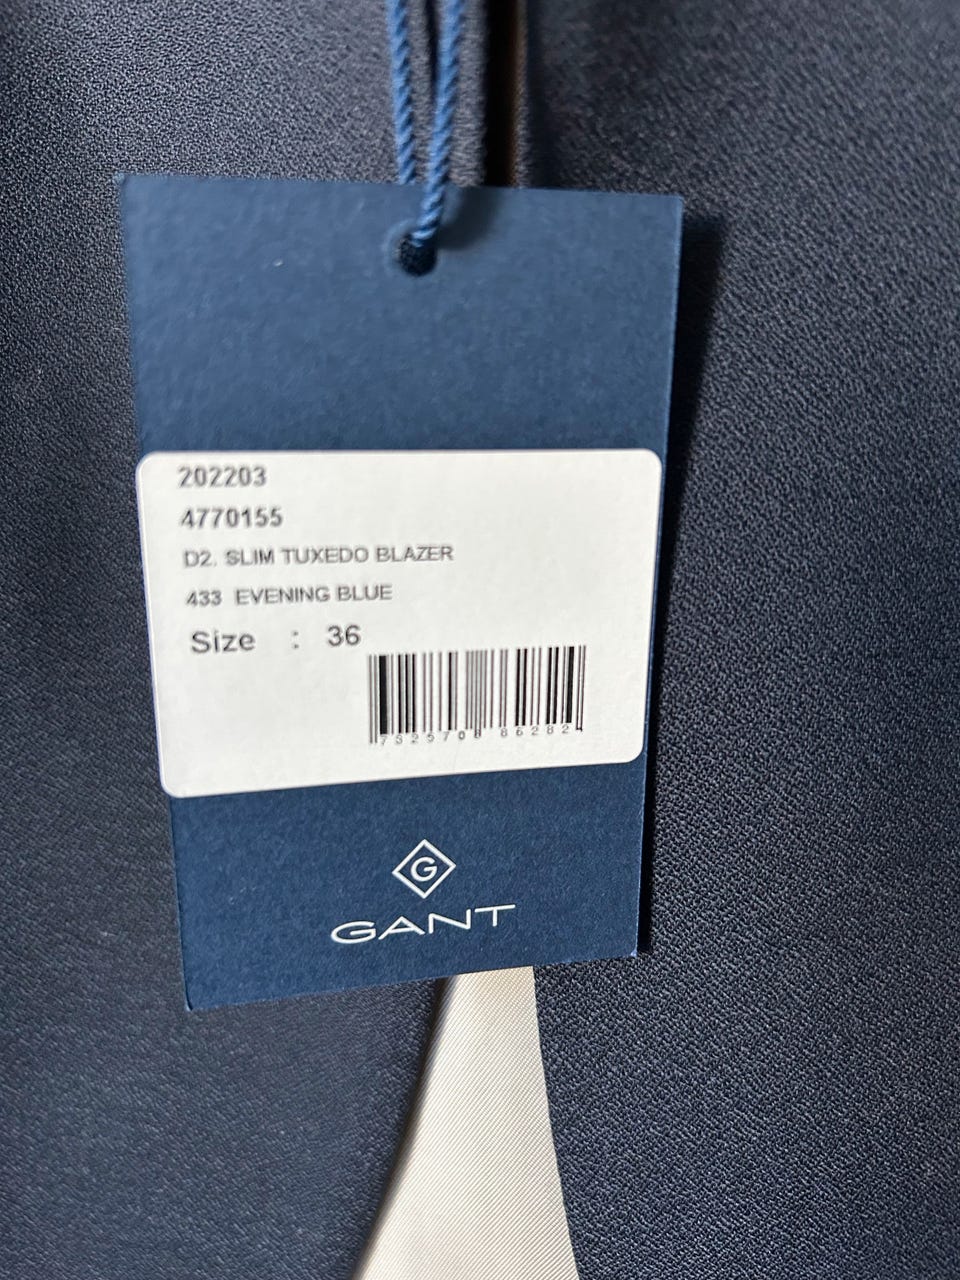 202203
4770155
D2. SLIM TUXEDO BLAZER
433 EVENING BLUE
Size : 36
G
GANT